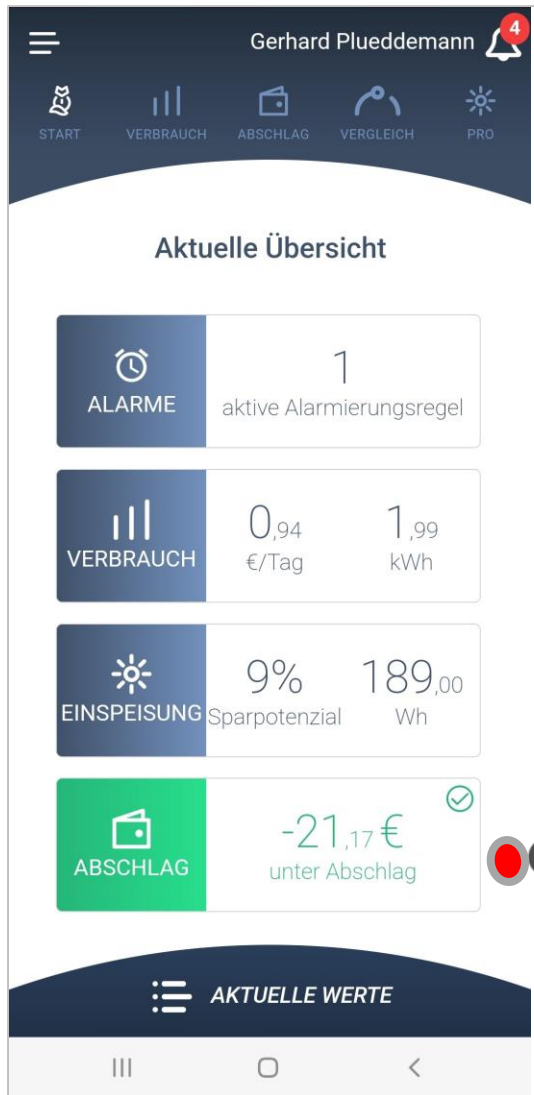 Gerhard Plueddemann 4
START VERBRAUCH ABSCHLAG VERGLEICH PRO
Aktuelle Übersicht
ALARME
1
aktive Alarmierungsregel
VERBRAUCH
0,94 1,99
€/Tag kWh
EINSPEISUNG
9% 189,00
Sparpotenzial Wh
ABSCHLAG
-21,17 €
unter Abschlag
AKTUELLE WERTE